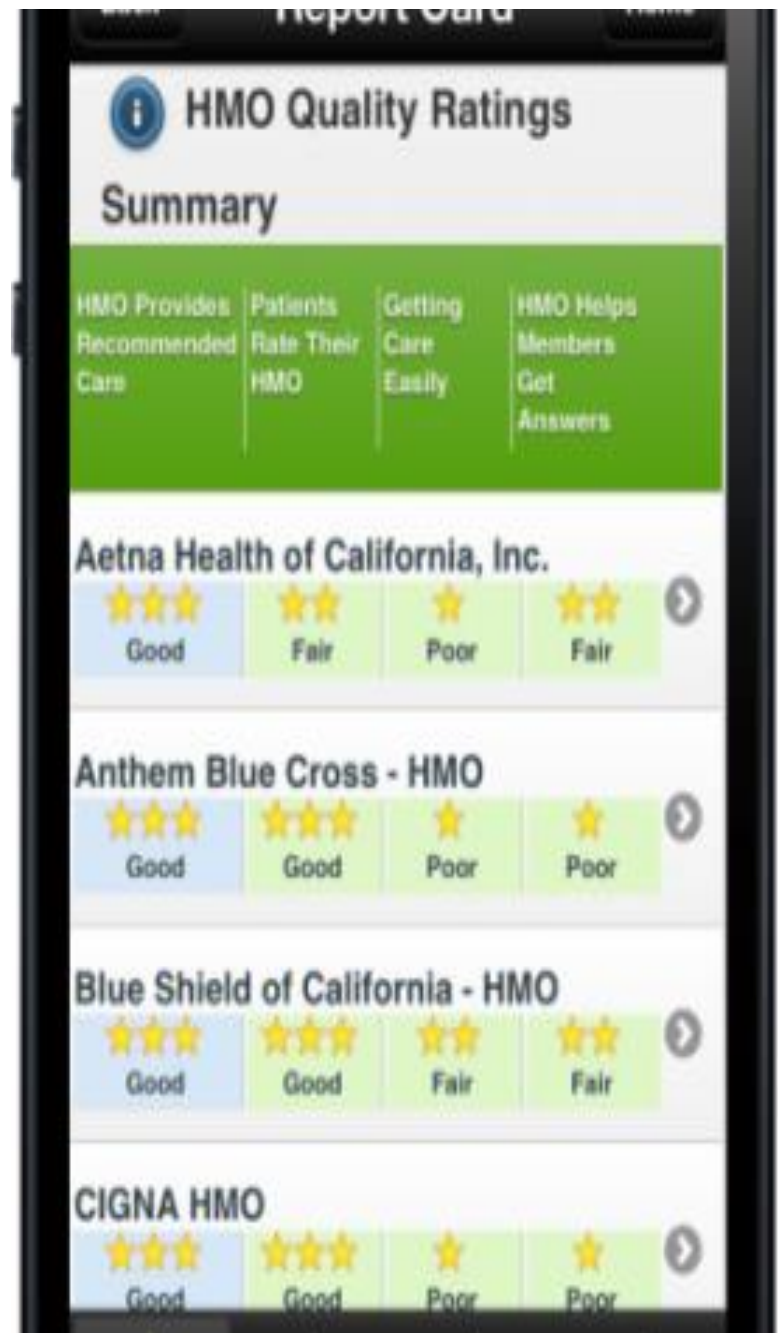 Back Report Card Home
HMO Quality Ratings
Summary
HMO Provides Recommended Care
Patients Rate Their HMO
Getting Care Easily
HMO Helps Members Get Answers
Aetna Health of California, Inc.
Good Fair Poor Fair
Anthem Blue Cross - HMO
Good Good Poor Poor
Blue Shield of California - HMO
Good Good Fair Fair
CIGNA HMO
Good Good Poor Poor